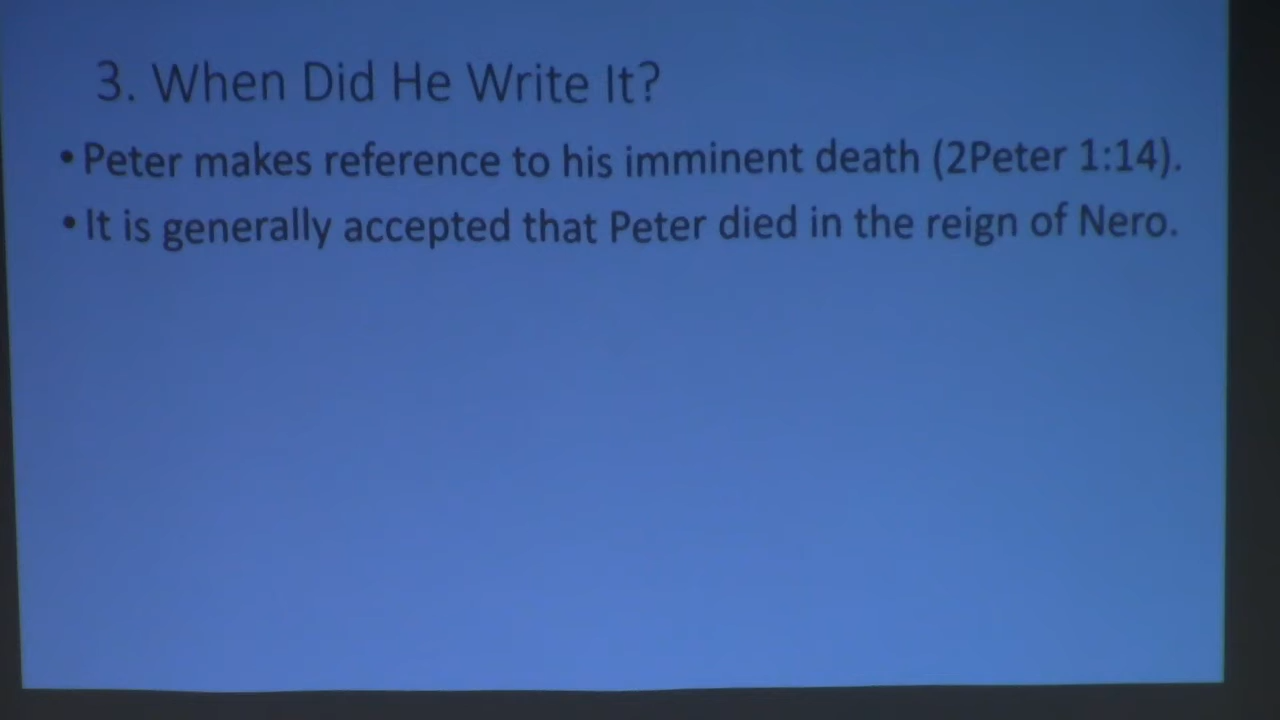 3. When Did He Write It?
• Peter makes reference to his imminent death (2Peter 1:14).
• It is generally accepted that Peter died in the reign of Nero.